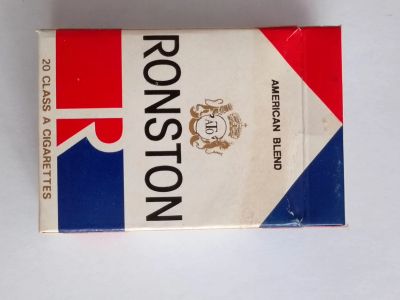 AMERICAN BLEND
RONSTON
R
20 CLASS A CIGARETTES